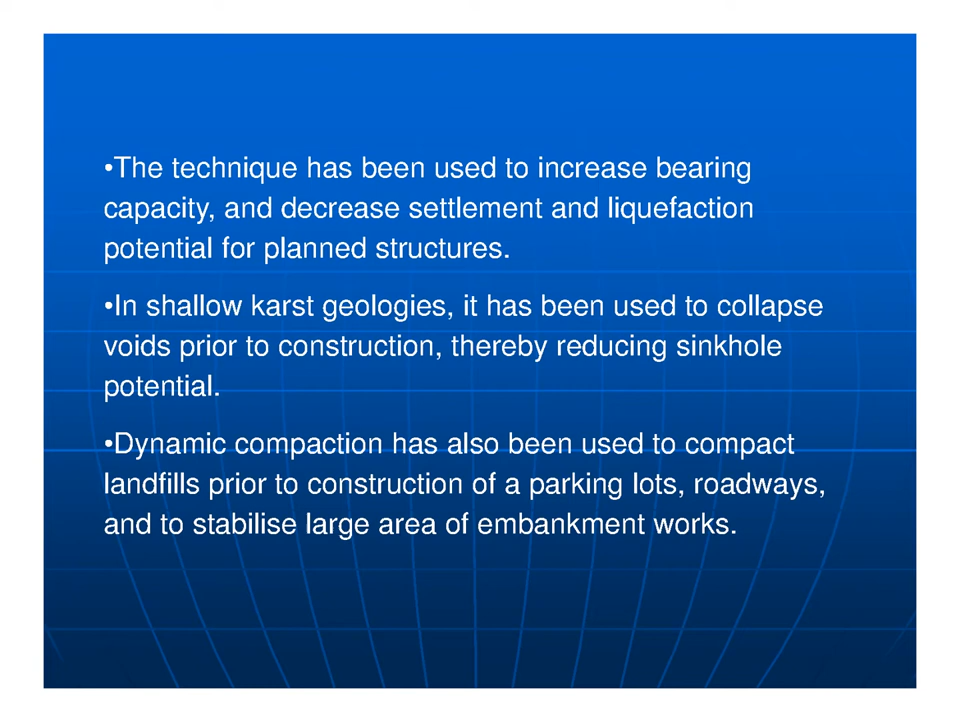 •The technique has been used to increase bearing
capacity, and decrease settlement and liquefaction
potential for planned structures.
•In shallow karst geologies, it has been used to collapse
voids prior to construction, thereby reducing sinkhole
potential.
•Dynamic compaction has also been used to compact
landfills prior to construction of a parking lots, roadways,
and to stabilise large area of embankment works.